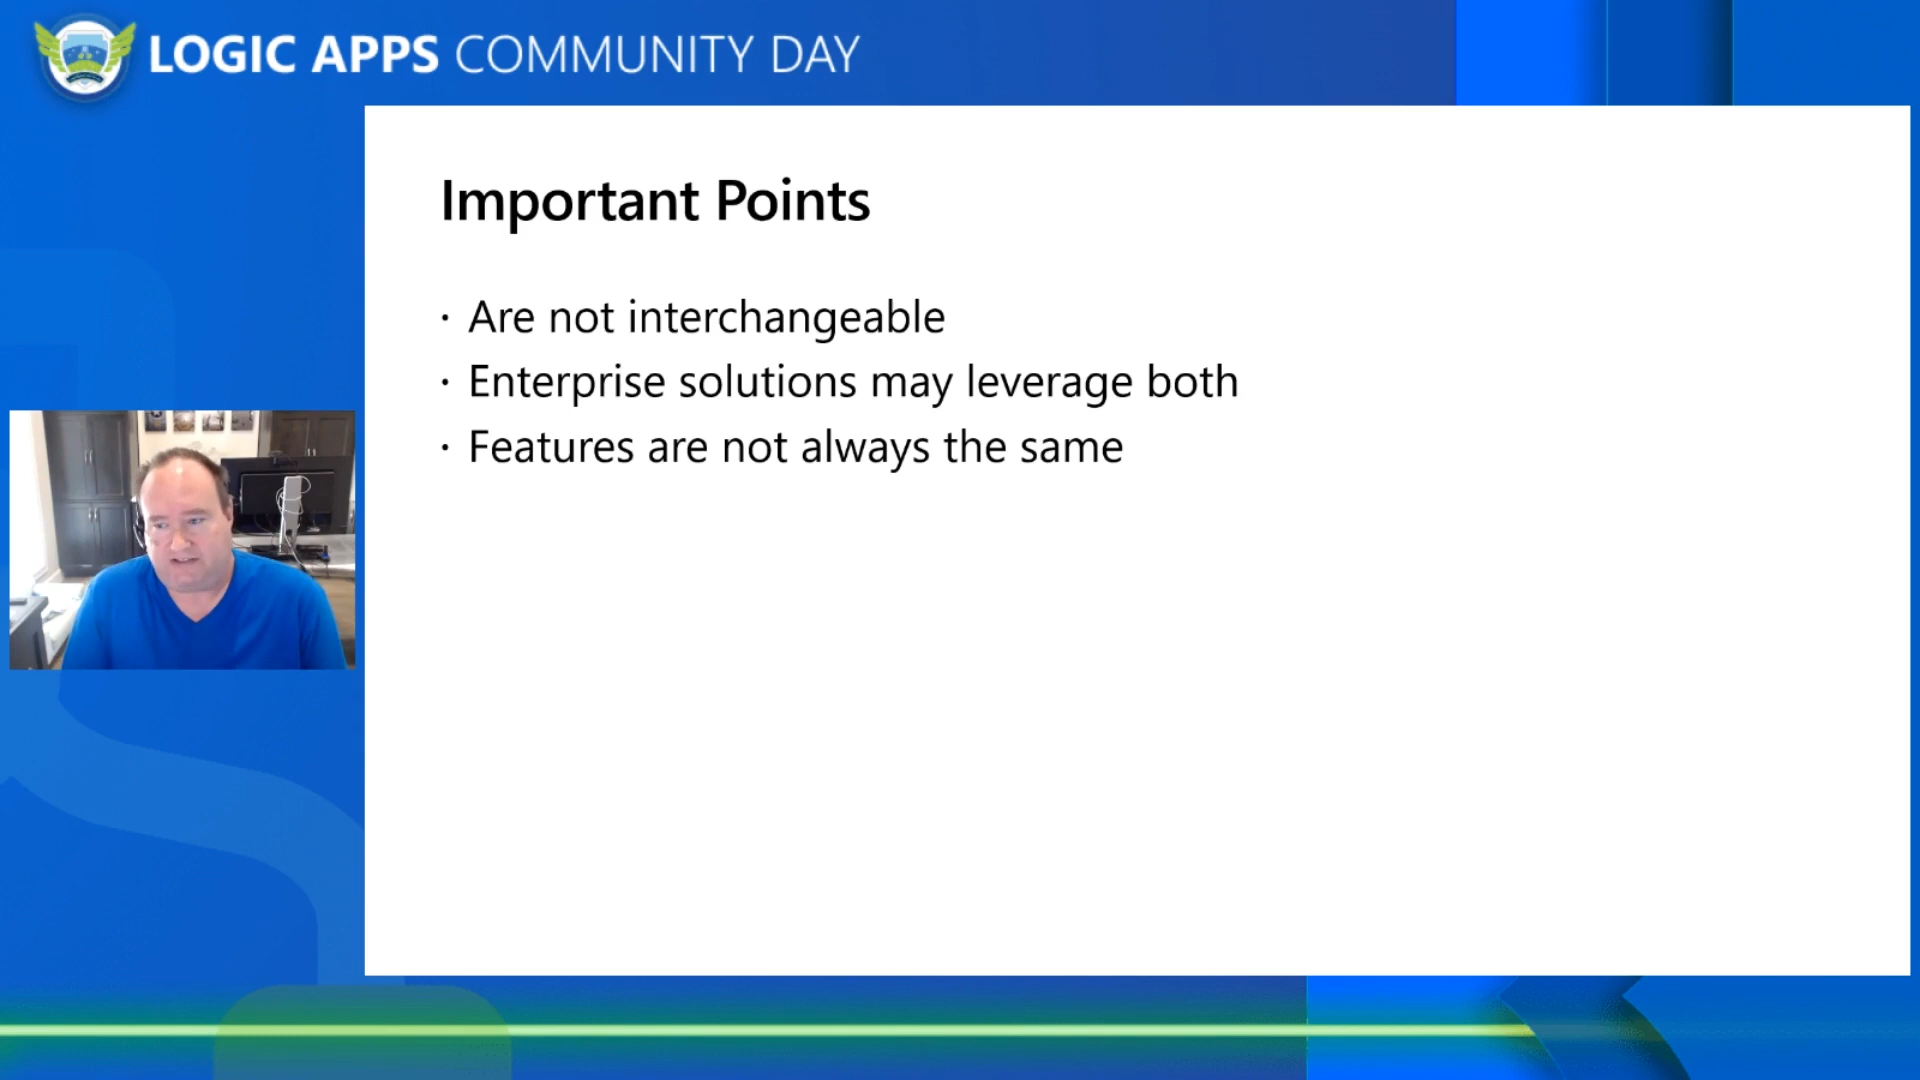 LOGIC APPS COMMUNITY DAY
Important Points
· Are not interchangeable
· Enterprise solutions may leverage both
· Features are not always the same